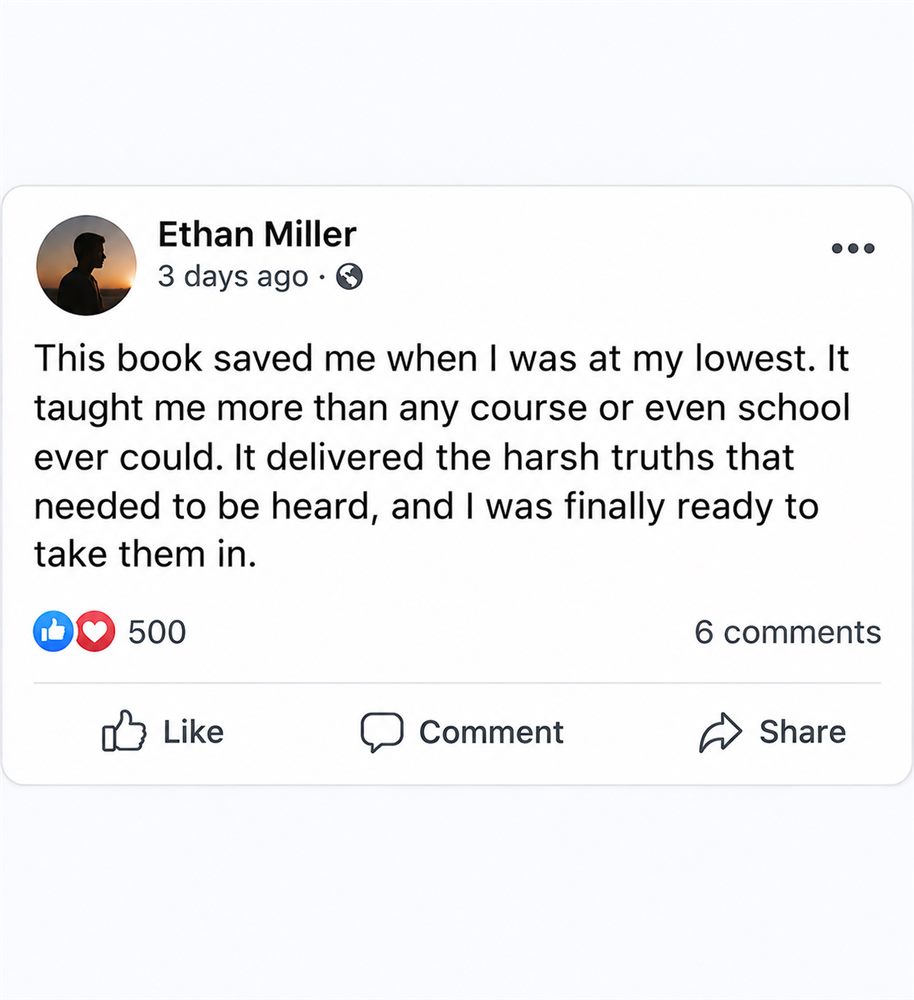 Ethan Miller
3 days ago ·
This book saved me when I was at my lowest. It
taught me more than any course or even school
ever could. It delivered the harsh truths that
needed to be heard, and I was finally ready to
take them in.
500 6 comments
Like Comment Share